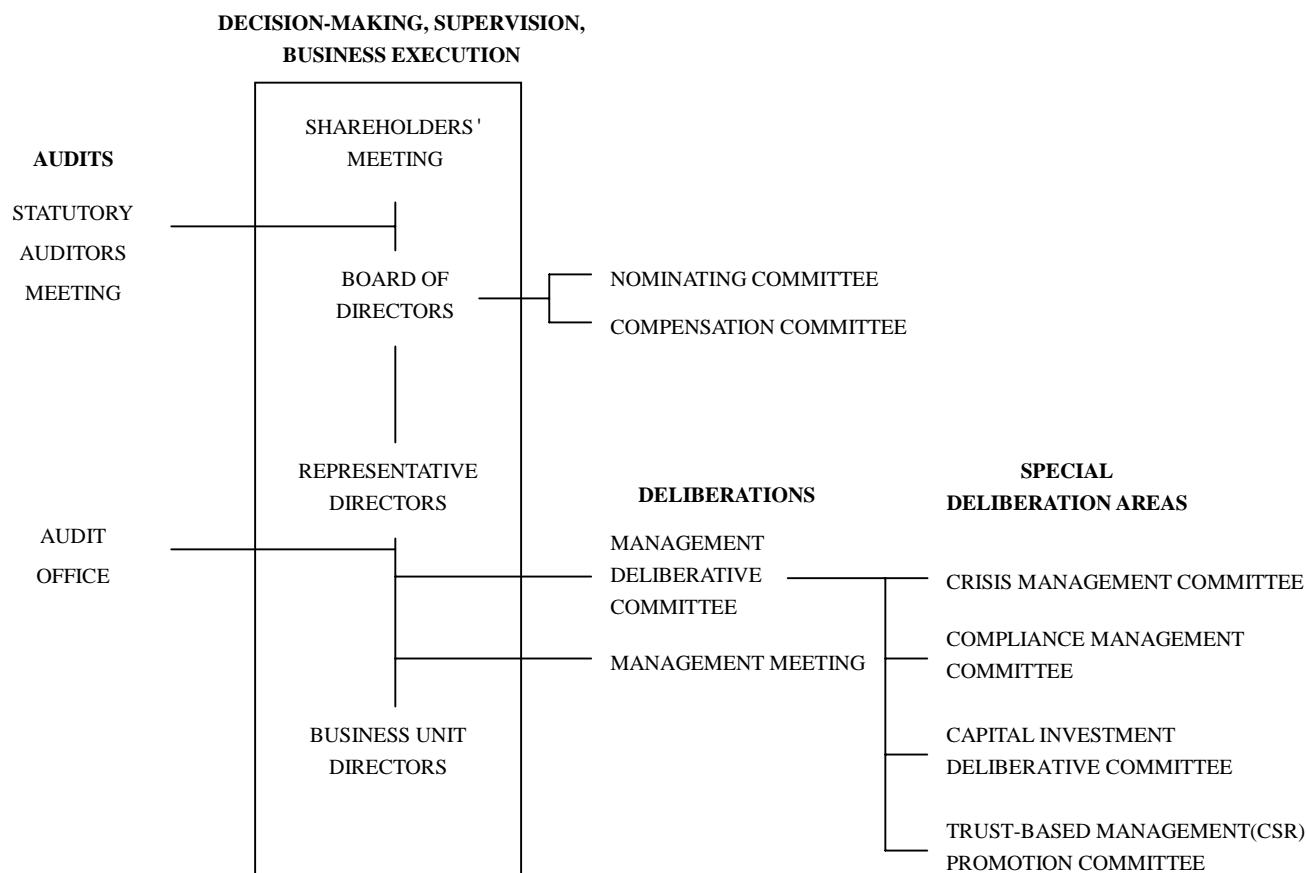 DECISION-MAKING, SUPERVISION,
BUSINESS EXECUTION
SHAREHOLDERS'
MEETING
AUDITS
STATUTORY
AUDITORS
MEETING
BOARD OF
DIRECTORS
NOMINATING COMMITTEE
COMPENSATION COMMITTEE
REPRESENTATIVE
DIRECTORS
DELIBERATIONS
SPECIAL
DELIBERATION AREAS
AUDIT
OFFICE
MANAGEMENT
DELIBERATIVE
COMMITTEE
CRISIS MANAGEMENT COMMITTEE
MANAGEMENT MEETING
COMPLIANCE MANAGEMENT
COMMITTEE
BUSINESS UNIT
DIRECTORS
CAPITAL INVESTMENT
DELIBERATIVE COMMITTEE
TRUST-BASED MANAGEMENT(CSR)
PROMOTION COMMITTEE